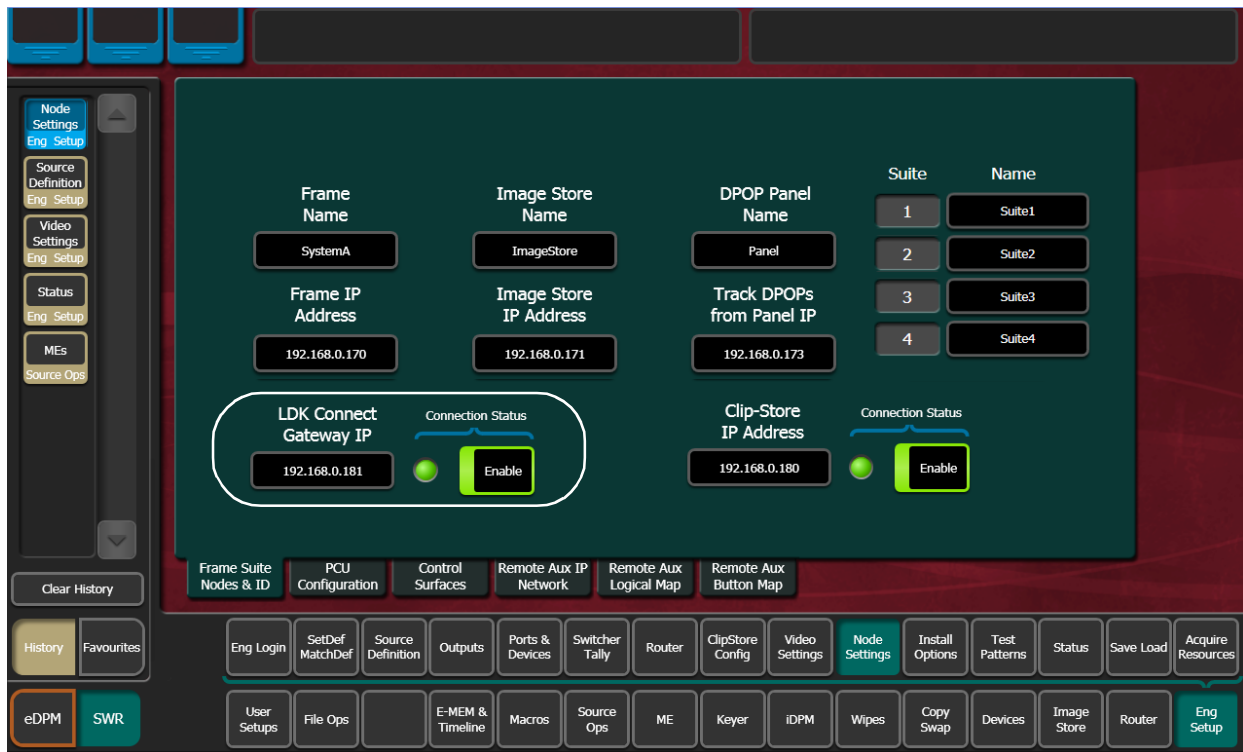 Node
Settings
Eng Setup
Source
Definition
Eng Setup
Video
Settings
Eng Setup
Status
Eng Setup
MEs
Source Ops
Clear History
History
Favourites
eDPM
SWR
Frame
Name
SystemA
Image Store
Name
ImageStore
DPOP Panel
Name
Panel
Suite
Name
1
Suite1
2
Suite2
3
Suite3
4
Suite4
Frame IP
Address
192.168.0.170
Image Store
IP Address
192.168.0.171
Track DPOPs
from Panel IP
192.168.0.173
LDK Connect
Gateway IP
192.168.0.181
Connection Status
Enable
Clip-Store
IP Address
192.168.0.180
Connection Status
Enable
Frame Suite
Nodes & ID
PCU
Configuration
Control
Surfaces
Remote Aux IP
Network
Remote Aux
Logical Map
Remote Aux
Button Map
Eng Login
SetDef
MatchDef
Source
Definition
Outputs
Ports &
Devices
Switcher
Tally
Router
ClipStore
Config
Video
Settings
Node
Settings
Install
Options
Test
Patterns
Status
Save Load
Acquire
Resources
User
Setups
File Ops
E-MEM &
Timeline
Macros
Source
Ops
ME
Keyer
iDPM
Wipes
Copy
Swap
Devices
Image
Store
Router
Eng
Setup